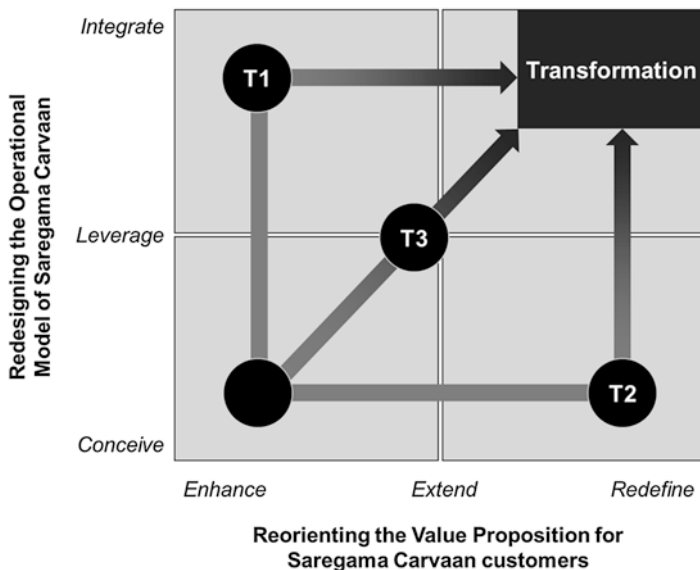 Integrate
T1
Transformation
Redesigning the Operational
Model of Saregama Carvaan
Leverage
T3
T2
Conceive
Enhance
Extend
Redefine
Reorienting the Value Proposition for
Saregama Carvaan customers